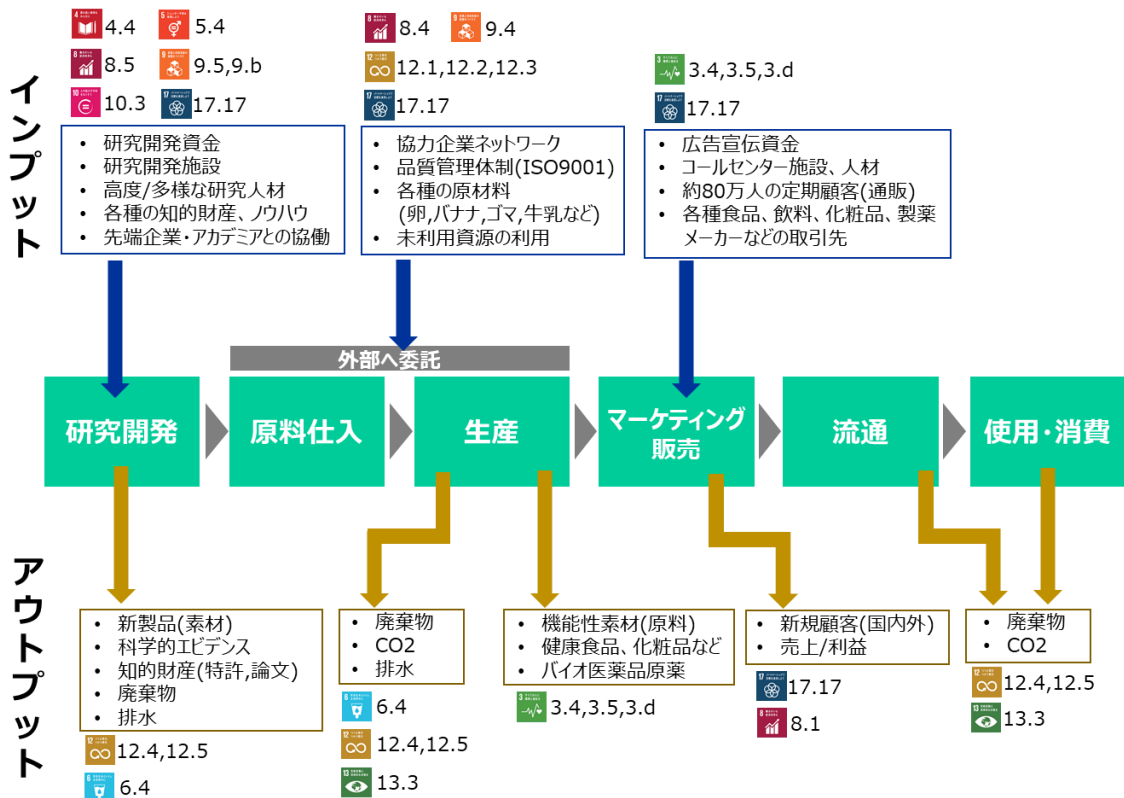 インプット
4.4
5.4
8.5
9.5,9.b
10.3
17.17
・ 研究開発資金
・ 研究開発施設
・ 高度/多様な研究人材
・ 各種の知的財産、ノウハウ
・ 先端企業・アカデミアとの協働
8.4
9.4
12.1,12.2,12.3
17.17
・ 協力企業ネットワーク
・ 品質管理体制(ISO9001)
・ 各種の原材料
(卵,バナナ,ゴマ,牛乳など)
・ 未利用資源の利用
3.4,3.5,3.d
17.17
・ 広告宣伝資金
・ コールセンター施設、人材
・ 約80万人の定期顧客(通販)
・ 各種食品、飲料、化粧品、製薬
メーカーなどの取引先
外部へ委託
研究開発
原料仕入
生産
マーケティング
販売
流通
使用・消費
アウトプット
・ 新製品(素材)
・ 科学的エビデンス
・ 知的財産(特許,論文)
・ 廃棄物
・ 排水
12.4,12.5
6.4
・ 廃棄物
・ CO2
・ 排水
6.4
12.4,12.5
13.3
・ 機能性素材(原料)
・ 健康食品、化粧品など
・ バイオ医薬品原薬
3.4,3.5,3.d
・ 新規顧客(国内外)
・ 売上/利益
17.17
8.1
・ 廃棄物
・ CO2
12.4,12.5
13.3